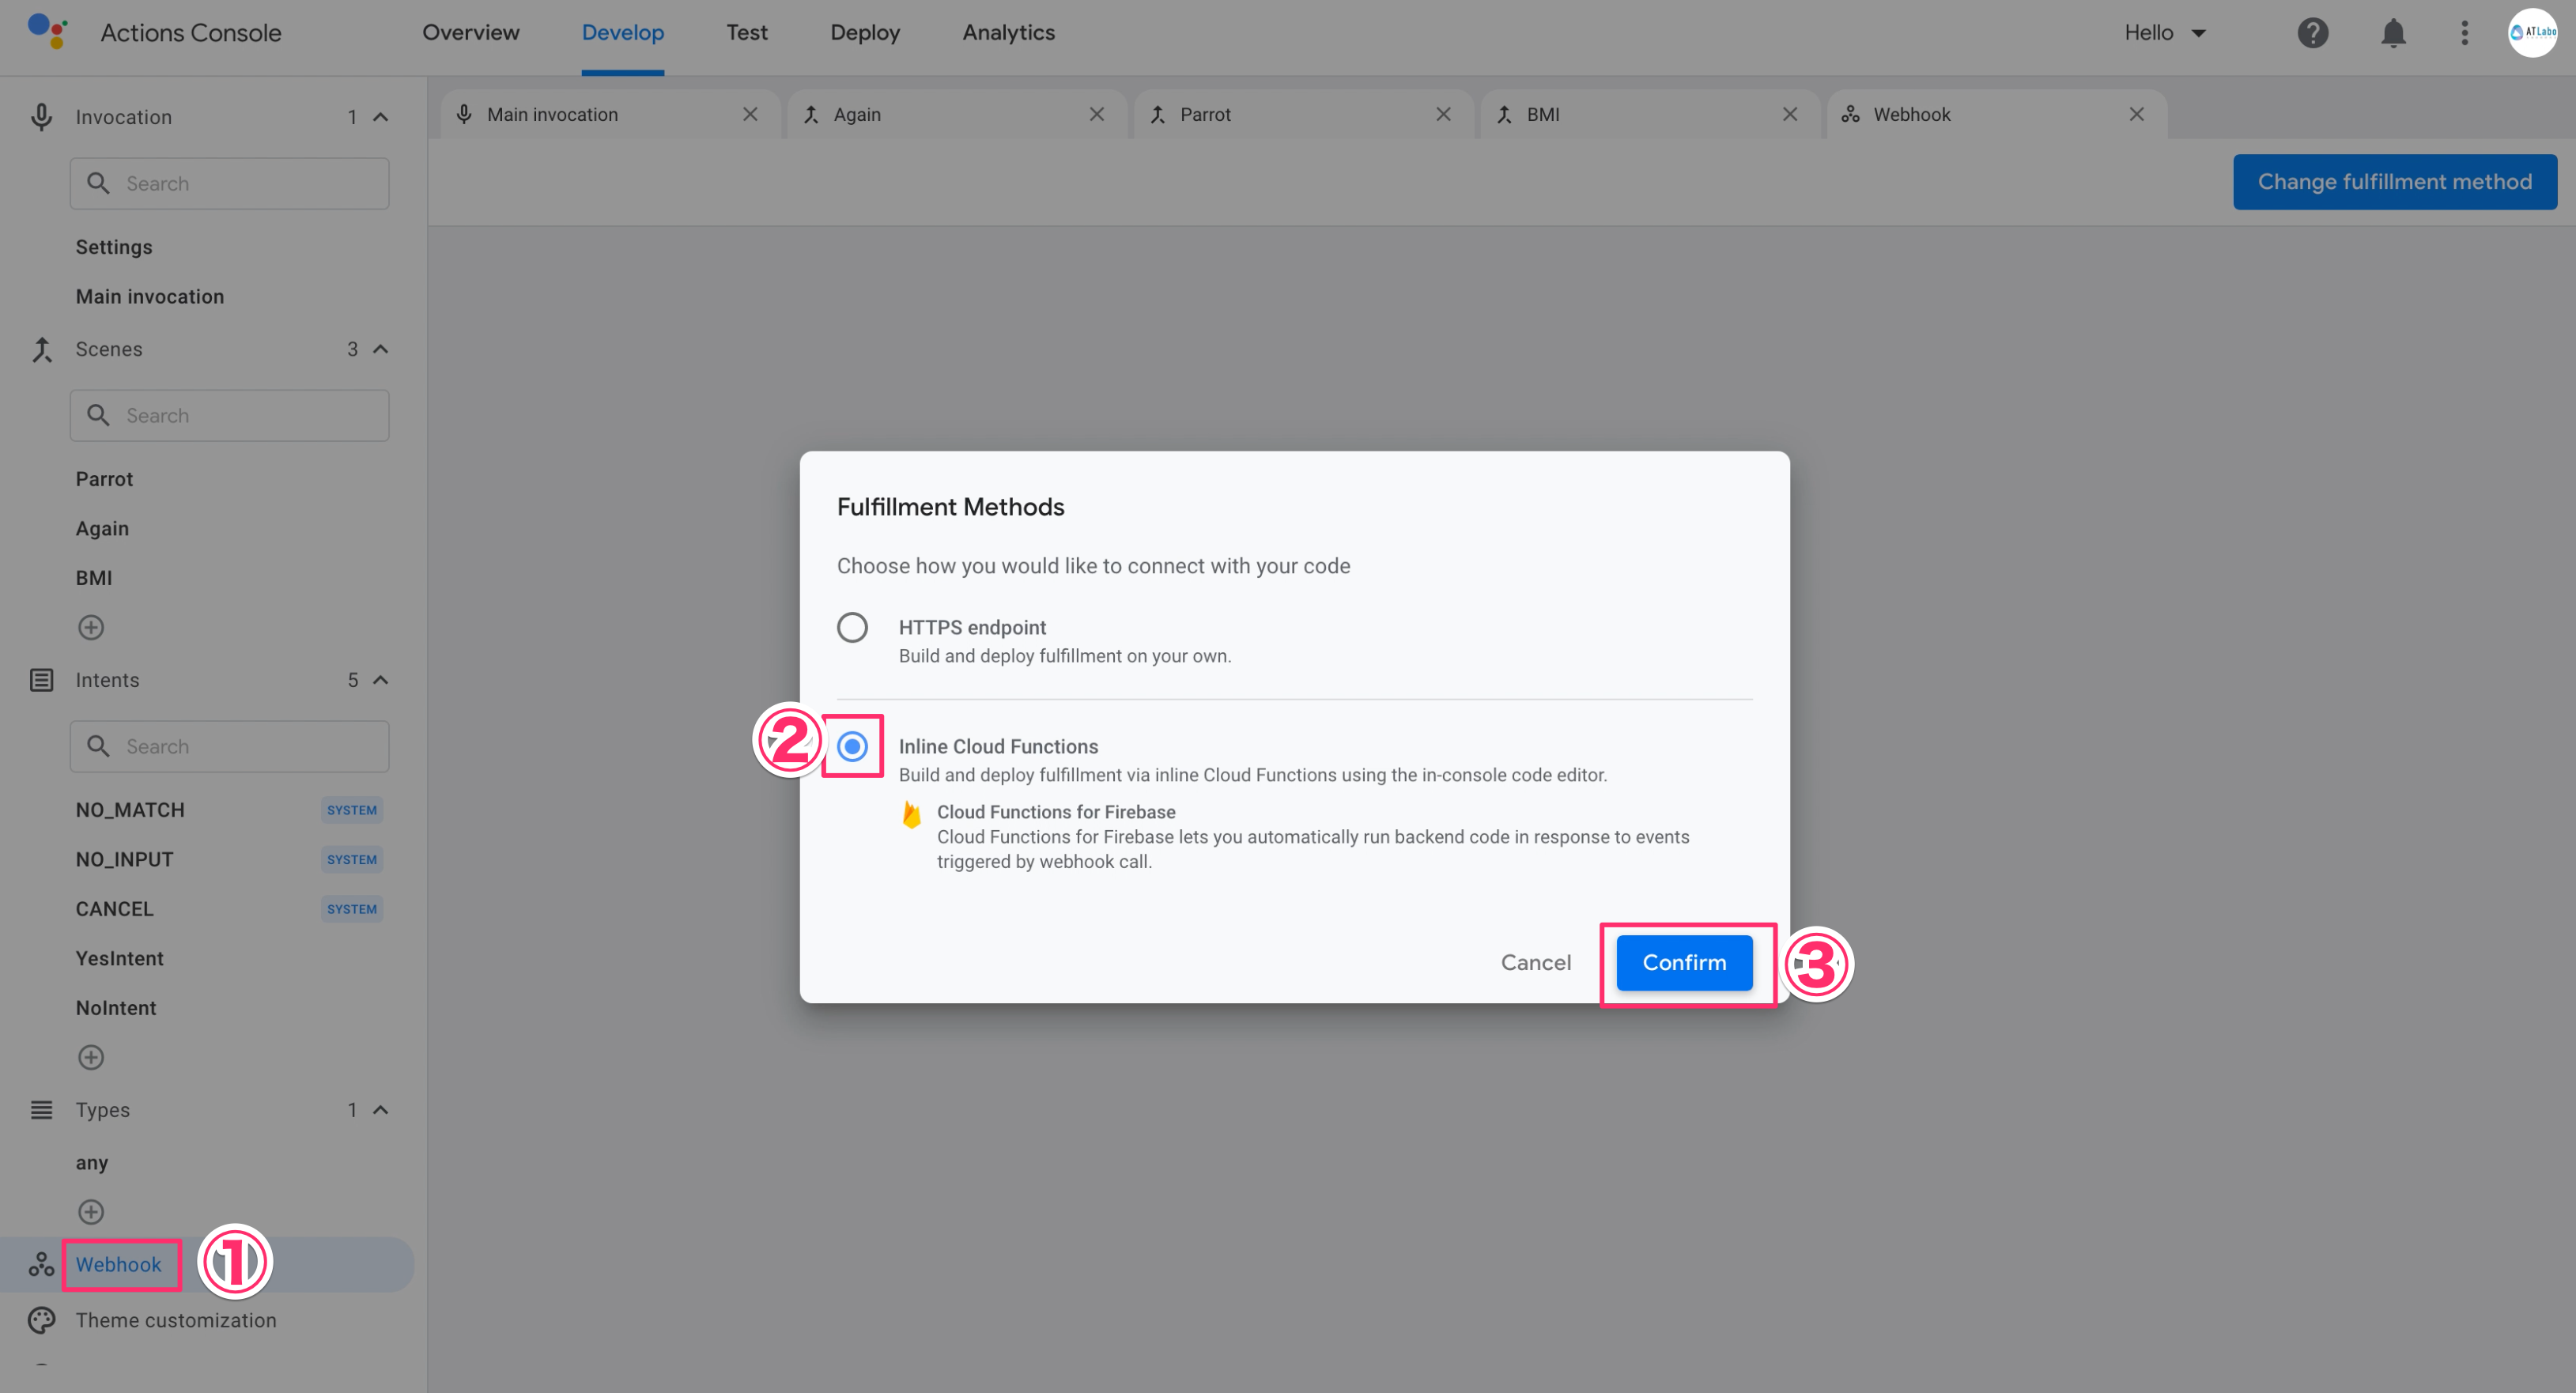 Actions Console
Overview
Develop
Test
Deploy
Analytics
Hello
ATLabo
Invocation 1
Search
Settings
Main invocation
Scenes 3
Search
Parrot
Again
BMI
Intents 5
Search
NO_MATCH SYSTEM
NO_INPUT SYSTEM
CANCEL SYSTEM
YesIntent
NoIntent
Types 1
any
Webhook ①
Theme customization
Main invocation
Again
Parrot
BMI
Webhook
Change fulfillment method
Fulfillment Methods
Choose how you would like to connect with your code
HTTPS endpoint
Build and deploy fulfillment on your own.
②
Inline Cloud Functions
Build and deploy fulfillment via inline Cloud Functions using the in-console code editor.
Cloud Functions for Firebase
Cloud Functions for Firebase lets you automatically run backend code in response to events
triggered by webhook call.
Cancel
Confirm
③